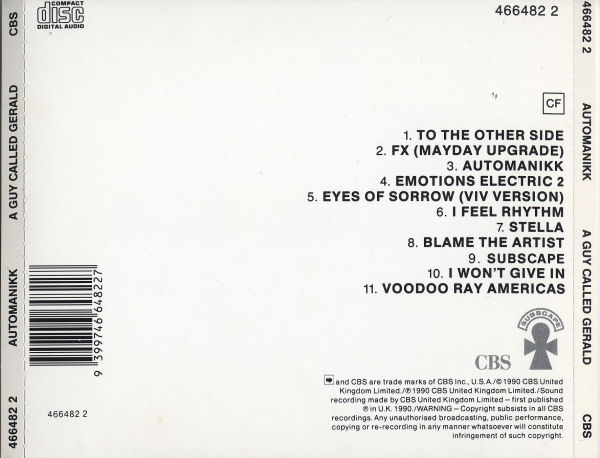 COMPACT
disc
DIGITAL AUDIO
466482 2
CF
1. TO THE OTHER SIDE
2. FX (MAYDAY UPGRADE)
3. AUTOMANIKK
4. EMOTIONS ELECTRIC 2
5. EYES OF SORROW (VIV VERSION)
6. I FEEL RHYTHM
7. STELLA
8. BLAME THE ARTIST
9. SUBSCAPE
10. I WON'T GIVE IN
11. VOODOO RAY AMERICAS
9 399746 648227
466482 2
SUBSCAPE
CBS
and CBS are trade marks of CBS Inc., U.S.A./© 1990 CBS United
Kingdom Limited./℗ 1990 CBS United Kingdom Limited./Sound
recording made by CBS United Kingdom Limited – first published
℗ in U.K. 1990./WARNING – Copyright subsists in all CBS
recordings. Any unauthorised broadcasting, public performance,
copying or re-recording in any manner whatsoever will constitute
infringement of such copyright.
466482 2 AUTOMANIKK A GUY CALLED GERALD CBS
466482 2 AUTOMANIKK A GUY CALLED GERALD CBS